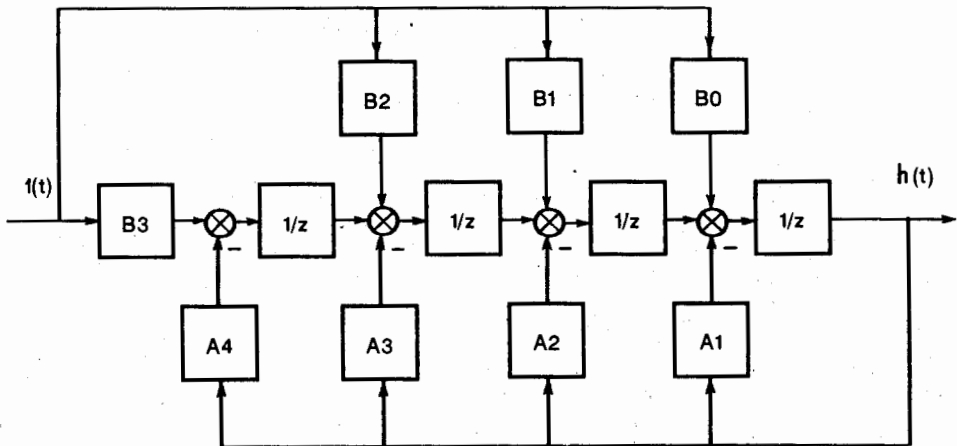 B2 B1 B0
1(t) h(t)
B3 1/z 1/z 1/z 1/z
− − − −
A4 A3 A2 A1